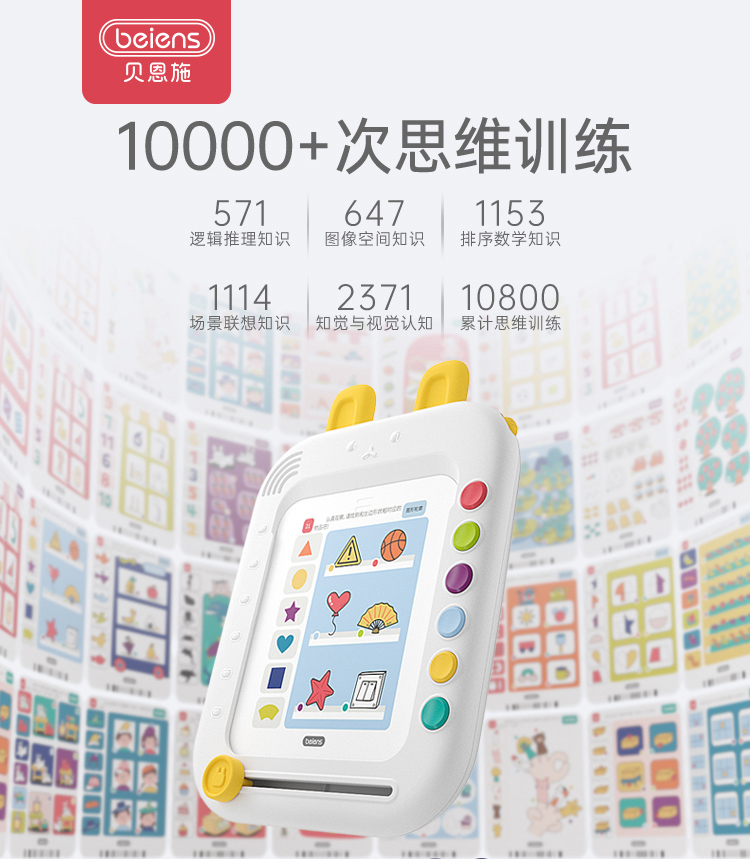 beiens
贝恩施
10000+次思维训练
571 647 1153
逻辑推理知识 图像空间知识 排序数学知识
1114 2371 10800
场景联想知识 知觉与视觉认知 累计思维训练
beiens